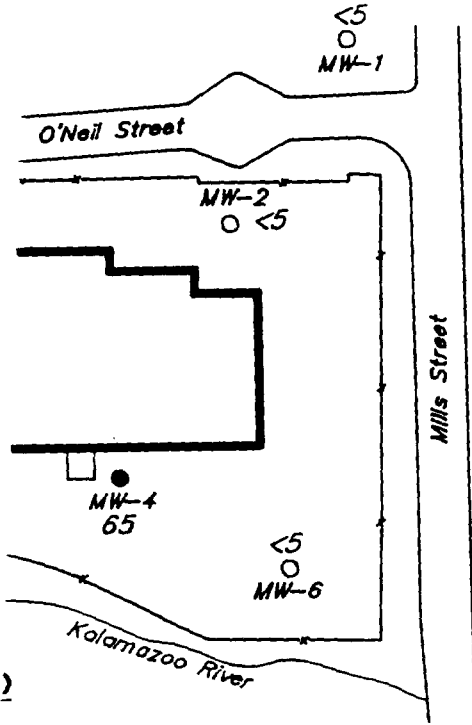 <5
MW-1
O'Neil Street
MW-2
<5
Mills Street
MW-4
65
<5
MW-6
Kalamazoo River
)